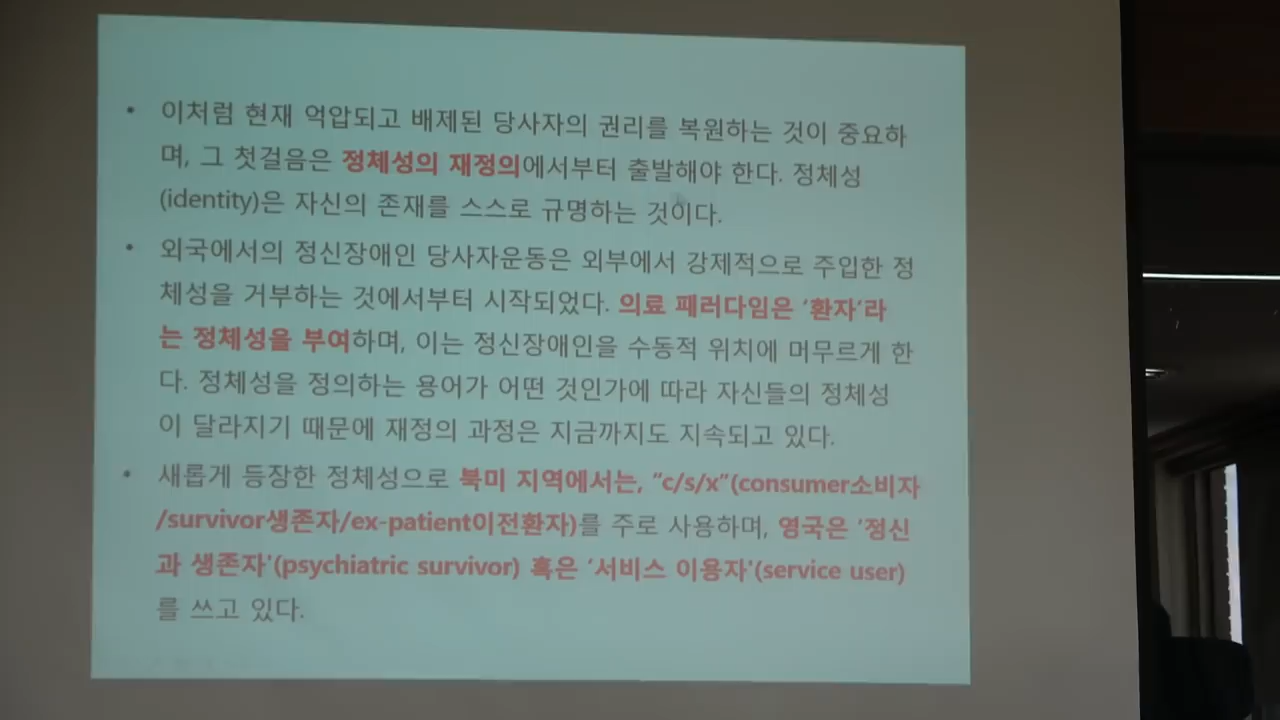 • 이처럼 현재 억압되고 배제된 당사자의 권리를 복원하는 것이 중요하
며, 그 첫걸음은 정체성의 재정의에서부터 출발해야 한다. 정체성
(identity)은 자신의 존재를 스스로 규명하는 것이다.
• 외국에서의 정신장애인 당사자운동은 외부에서 강제적으로 주입한 정
체성을 거부하는 것에서부터 시작되었다. 의료 패러다임은 ‘환자’라
는 정체성을 부여하며, 이는 정신장애인을 수동적 위치에 머무르게 한
다. 정체성을 정의하는 용어가 어떤 것인가에 따라 자신들의 정체성
이 달라지기 때문에 재정의 과정은 지금까지도 지속되고 있다.
• 새롭게 등장한 정체성으로 북미 지역에서는, “c/s/x”(consumer소비자
/survivor생존자/ex-patient이전환자)를 주로 사용하며, 영국은 ‘정신
과 생존자'(psychiatric survivor) 혹은 ‘서비스 이용자'(service user)
를 쓰고 있다.